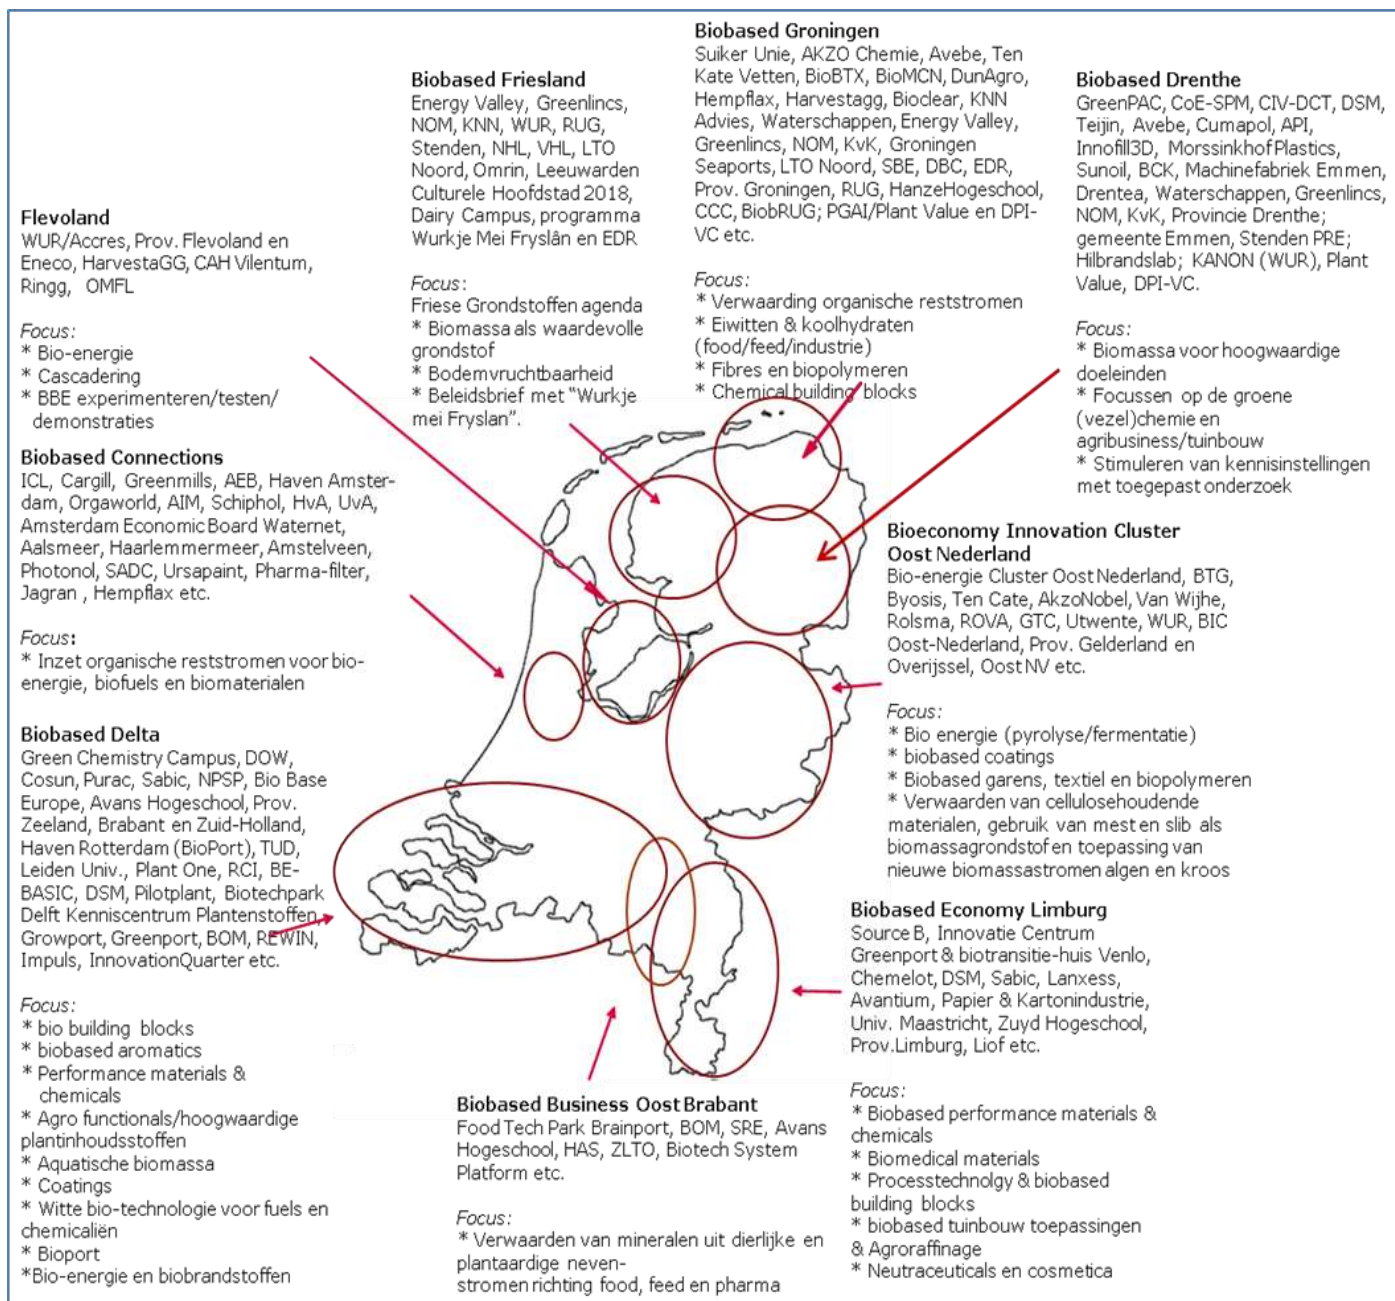 Biobased Groningen
Suiker Unie, AKZO Chemie, Avebe, Ten
Kate Vetten, BioBTX, BioMCN, DunAgro,
Hempflax, Harvestagg, Bioclear, KNN
Advies, Waterschappen, Energy Valley,
Greenlincs, NOM, KvK, Groningen
Seaports, LTO Noord, SBE, DBC, EDR,
Prov. Groningen, RUG, HanzeHogeschool,
CCC, BiobRUG; PGAI/Plant Value en DPI-
VC etc.
Focus:
* Verwaarding organische reststromen
* Eiwitten & koolhydraten
(food/feed/industrie)
* Fibres en biopolymeren
* Chemical building blocks
Biobased Friesland
Energy Valley, Greenlincs,
NOM, KNN, WUR, RUG,
Stenden, NHL, VHL, LTO
Noord, Omrin, Leeuwarden
Culturele Hoofdstad 2018,
Dairy Campus, programma
Wurkje Mei Fryslân en EDR
Focus:
Friese Grondstoffen agenda
* Biomassa als waardevolle
grondstof
* Bodemvruchtbaarheid
* Beleidsbrief met “Wurkje
mei Fryslan”.
Biobased Drenthe
GreenPAC, CoE-SPM, CIV-DCT, DSM,
Teijin, Avebe, Cumapol, API,
Innofill3D, Morssinkhof Plastics,
Sunoil, BCK, Machinefabriek Emmen,
Drentea, Waterschappen, Greenlincs,
NOM, KvK, Provincie Drenthe;
gemeente Emmen, Stenden PRE;
Hilbrandslab; KANON (WUR), Plant
Value, DPI-VC.
Focus:
* Biomassa voor hoogwaardige
doeleinden
* Focussen op de groene
(vezel)chemie en
agribusiness/tuinbouw
* Stimuleren van kennisinstellingen
met toegepast onderzoek
Flevoland
WUR/Accres, Prov. Flevoland en
Eneco, HarvestaGG, CAH Vilentum,
Ringg, OMFL
Focus:
* Bio-energie
* Cascadering
* BBE experimenteren/testen/
demonstraties
Biobased Connections
ICL, Cargill, Greenmills, AEB, Haven Amster-
dam, Orgaworld, AIM, Schiphol, HvA, UvA,
Amsterdam Economic Board Waternet,
Aalsmeer, Haarlemmermeer, Amstelveen,
Photonol, SADC, Ursapaint, Pharma-filter,
Jagran , Hempflax etc.
Focus:
* Inzet organische reststromen voor bio-
energie, biofuels en biomaterialen
Bioeconomy Innovation Cluster
Oost Nederland
Bio-energie Cluster Oost Nederland, BTG,
Byosis, Ten Cate, AkzoNobel, Van Wijhe,
Rolsma, ROVA, GTC, Utwente, WUR, BIC
Oost-Nederland, Prov. Gelderland en
Overijssel, Oost NV etc.
Focus:
* Bio energie (pyrolyse/fermentatie)
* biobased coatings
* Biobased garens, textiel en biopolymeren
* Verwaarden van cellulosehoudende
materialen, gebruik van mest en slib als
biomassagrondstof en toepassing van
nieuwe biomassastromen algen en kroos
Biobased Delta
Green Chemistry Campus, DOW,
Cosun, Purac, Sabic, NPSP, Bio Base
Europe, Avans Hogeschool, Prov.
Zeeland, Brabant en Zuid-Holland,
Haven Rotterdam (BioPort), TUD,
Leiden Univ., Plant One, RCI, BE-
BASIC, DSM, Pilotplant, Biotechpark
Delft Kenniscentrum Plantenstoffen,
Growport, Greenport, BOM, REWIN,
Impuls, InnovationQuarter etc.
Focus:
* bio building blocks
* biobased aromatics
* Performance materials &
chemicals
* Agro functionals/hoogwaardige
plantinhoudsstoffen
* Aquatische biomassa
* Coatings
* Witte bio-technologie voor fuels en
chemicaliën
* Bioport
*Bio-energie en biobrandstoffen
Biobased Business Oost Brabant
Food Tech Park Brainport, BOM, SRE, Avans
Hogeschool, HAS, ZLTO, Biotech System
Platform etc.
Focus:
* Verwaarden van mineralen uit dierlijke en
plantaardige neven-
stromen richting food, feed en pharma
Biobased Economy Limburg
Source B, Innovatie Centrum
Greenport & biotransitie-huis Venlo,
Chemelot, DSM, Sabic, Lanxess,
Avantium, Papier & Kartonindustrie,
Univ. Maastricht, Zuyd Hogeschool,
Prov.Limburg, Liof etc.
Focus:
* Biobased performance materials &
chemicals
* Biomedical materials
* Processtechnolgy & biobased
building blocks
* biobased tuinbouw toepassingen
& Agroraffinage
* Neutraceuticals en cosmetica